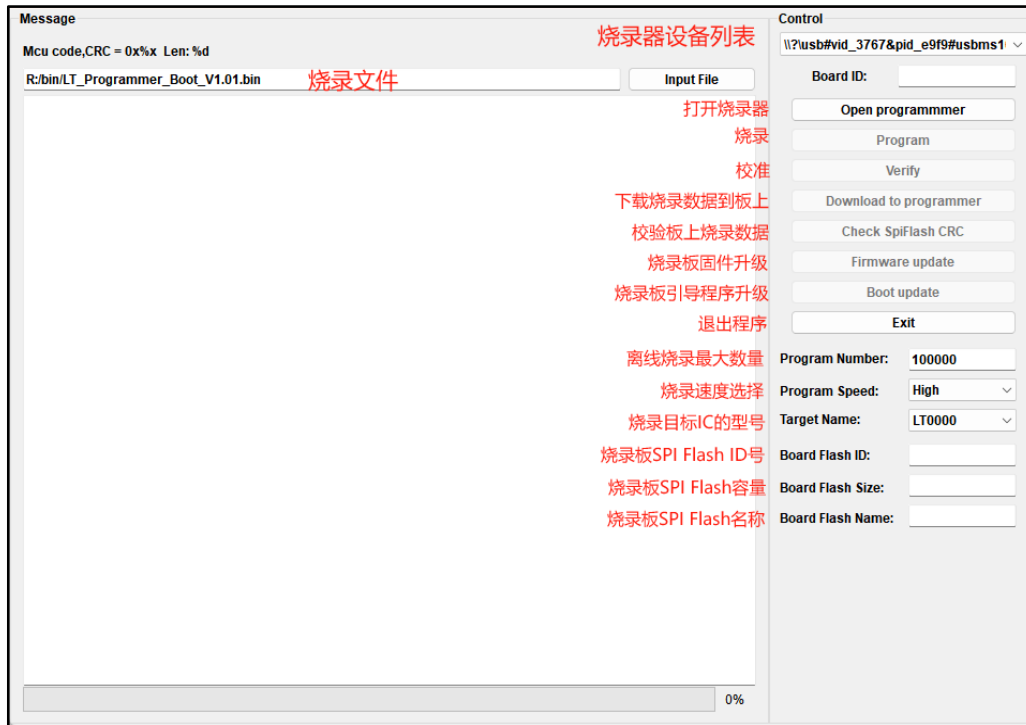 Message
Control
烧录器设备列表
\\?\usb#vid_3767&pid_e9f9#usbms1
Mcu code,CRC = 0x%x  Len: %d
R:/bin/LT_Programmer_Boot_V1.01.bin
烧录文件
Input File
Board ID:
打开烧录器
Open programmmer
烧录
Program
校准
Verify
下载烧录数据到板上
Download to programmer
校验板上烧录数据
Check SpiFlash CRC
烧录板固件升级
Firmware update
烧录板引导程序升级
Boot update
退出程序
Exit
离线烧录最大数量
Program Number:
100000
烧录速度选择
Program Speed:
High
烧录目标IC的型号
Target Name:
LT0000
烧录板SPI Flash ID号
Board Flash ID:
烧录板SPI Flash容量
Board Flash Size:
烧录板SPI Flash名称
Board Flash Name:
0%